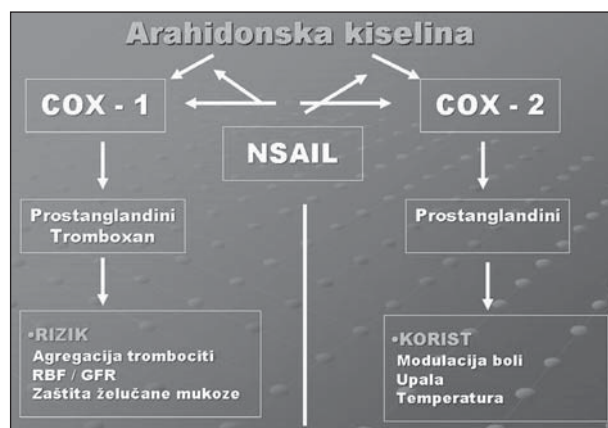 Arahidonska kiselina
COX - 1
COX - 2
NSAIL
Prostanglandini
Tromboxan
Prostanglandini
•RIZIK
Agregacija trombociti
RBF / GFR
Zaštita želučane mukoze
•KORIST
Modulacija boli
Upala
Temperatura